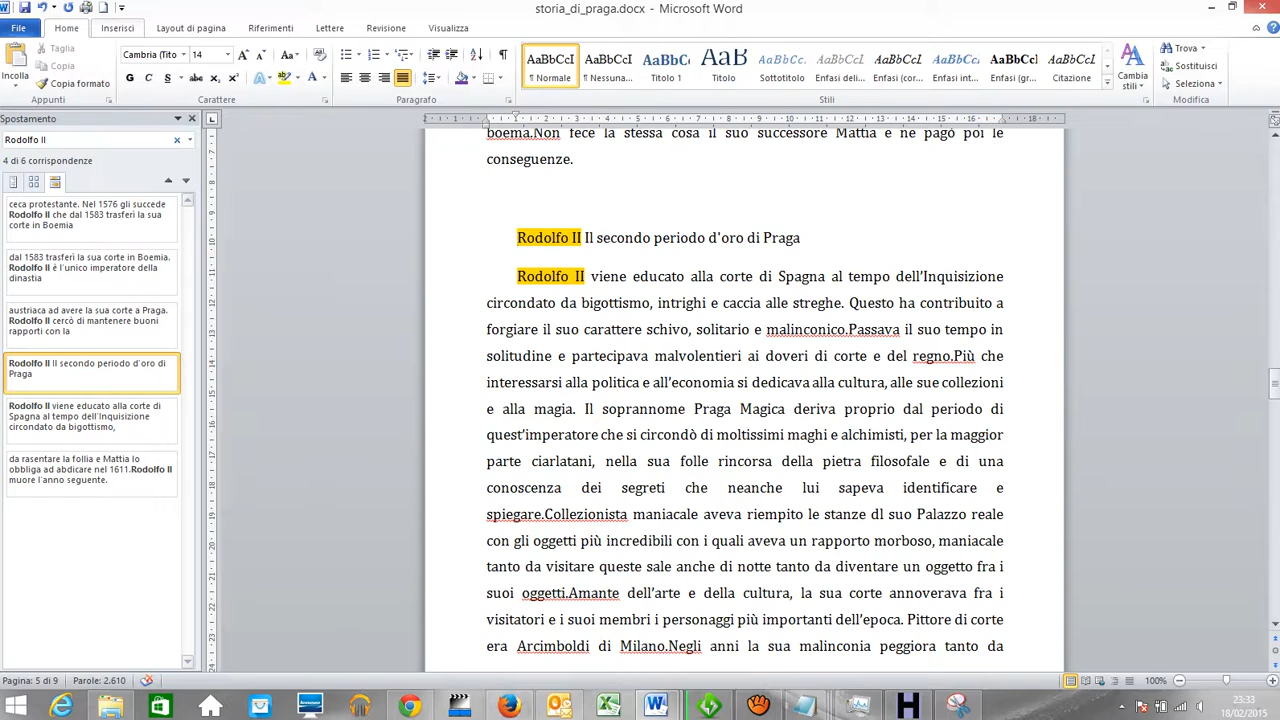 storia_di_praga.docx - Microsoft Word
File Home Inserisci Layout di pagina Riferimenti Lettere Revisione Visualizza
Incolla
Taglia
Copia
Copia formato
Appunti
Cambria (Tito 14
G C S abc
Carattere
Paragrafo
AaBbCcI AaBbCcI AaBbC AaB AaBbCc. AaBbCcI AaBbCcI AaBbCcI AaBbCcI AaBbCcI
¶ Normale ¶ Nessuna... Titolo 1 Titolo Sottotitolo Enfasi deli... Enfasi (cor... Enfasi int... Enfasi (gr... Citazione
Stili
Cambia stili
Trova
Sostituisci
Seleziona
Modifica
Spostamento
Rodolfo II
4 di 6 corrispondenze
ceca protestante. Nel 1576 gli succede
Rodolfo II che dal 1583 trasferì la sua
corte in Boemia
dal 1583 trasferì la sua corte in Boemia.
Rodolfo II è l'unico imperatore della
dinastia
austriaca ad avere la sua corte a Praga.
Rodolfo II cercò di mantenere buoni
rapporti con la
Rodolfo II Il secondo periodo d'oro di
Praga
Rodolfo II viene educato alla corte di
Spagna al tempo dell'Inquisizione
circondato da bigottismo,
da rasentare la follia e Mattia lo
obbliga ad abdicare nel 1611.Rodolfo II
muore l'anno seguente.
boema.Non fece la stessa cosa il suo successore Mattia e ne pagò poi le
conseguenze.
Rodolfo II Il secondo periodo d'oro di Praga
Rodolfo II viene educato alla corte di Spagna al tempo dell'Inquisizione
circondato da bigottismo, intrighi e caccia alle streghe. Questo ha contribuito a
forgiare il suo carattere schivo, solitario e malinconico.Passava il suo tempo in
solitudine e partecipava malvolentieri ai doveri di corte e del regno.Più che
interessarsi alla politica e all'economia si dedicava alla cultura, alle sue collezioni
e alla magia. Il soprannome Praga Magica deriva proprio dal periodo di
quest'imperatore che si circondò di moltissimi maghi e alchimisti, per la maggior
parte ciarlatani, nella sua folle rincorsa della pietra filosofale e di una
conoscenza dei segreti che neanche lui sapeva identificare e
spiegare.Collezionista maniacale aveva riempito le stanze dl suo Palazzo reale
con gli oggetti più incredibili con i quali aveva un rapporto morboso, maniacale
tanto da visitare queste sale anche di notte tanto da diventare un oggetto fra i
suoi oggetti.Amante dell'arte e della cultura, la sua corte annoverava fra i
visitatori e i suoi membri i personaggi più importanti dell'epoca. Pittore di corte
era Arcimboldi di Milano.Negli anni la sua malinconia peggiora tanto da
Pagina: 5 di 9 Parole: 2.610
100%
23:33
18/02/2015